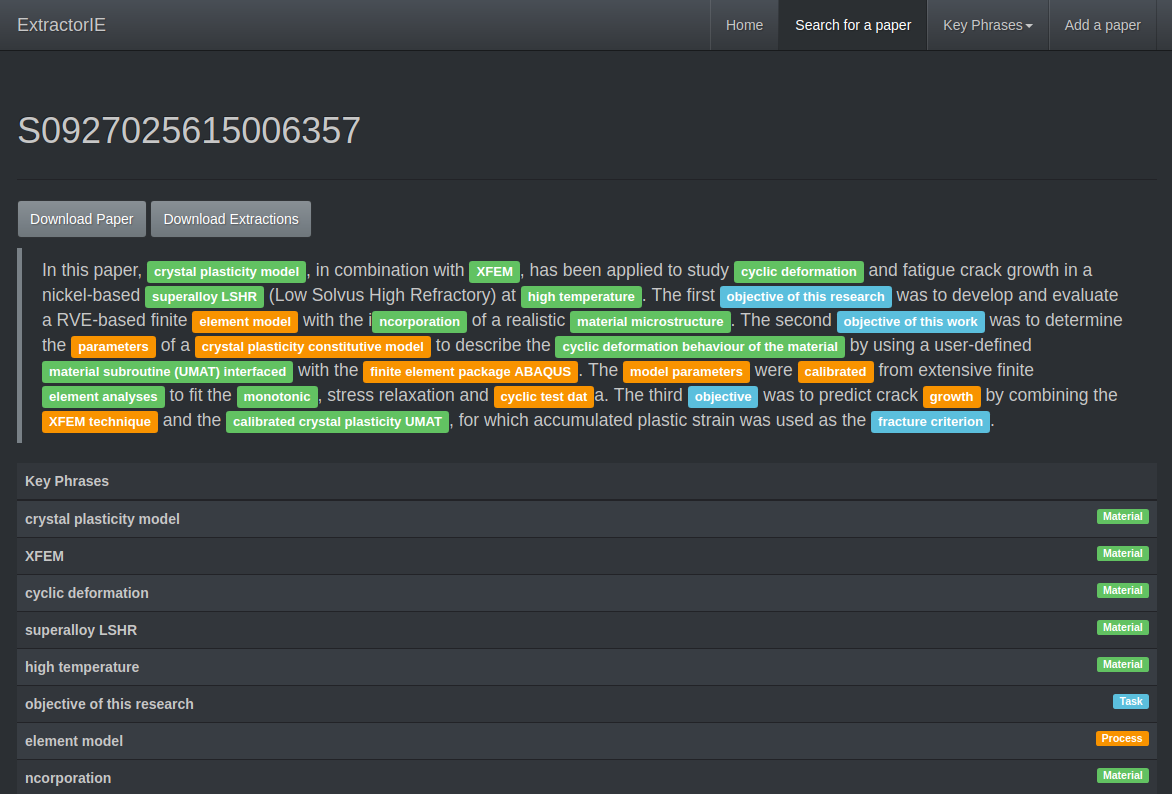 ExtractorIE Home Search for a paper Key Phrases Add a paper
S0927025615006357
Download Paper Download Extractions
In this paper, crystal plasticity model, in combination with XFEM, has been applied to study cyclic deformation and fatigue crack growth in a
nickel-based superalloy LSHR (Low Solvus High Refractory) at high temperature. The first objective of this research was to develop and evaluate
a RVE-based finite element model with the incorporation of a realistic material microstructure. The second objective of this work was to determine
the parameters of a crystal plasticity constitutive model to describe the cyclic deformation behaviour of the material by using a user-defined
material subroutine (UMAT) interfaced with the finite element package ABAQUS. The model parameters were calibrated from extensive finite
element analyses to fit the monotonic, stress relaxation and cyclic test data. The third objective was to predict crack growth by combining the
XFEM technique and the calibrated crystal plasticity UMAT, for which accumulated plastic strain was used as the fracture criterion.
Key Phrases
crystal plasticity model Material
XFEM Material
cyclic deformation Material
superalloy LSHR Material
high temperature Material
objective of this research Task
element model Process
ncorporation Material